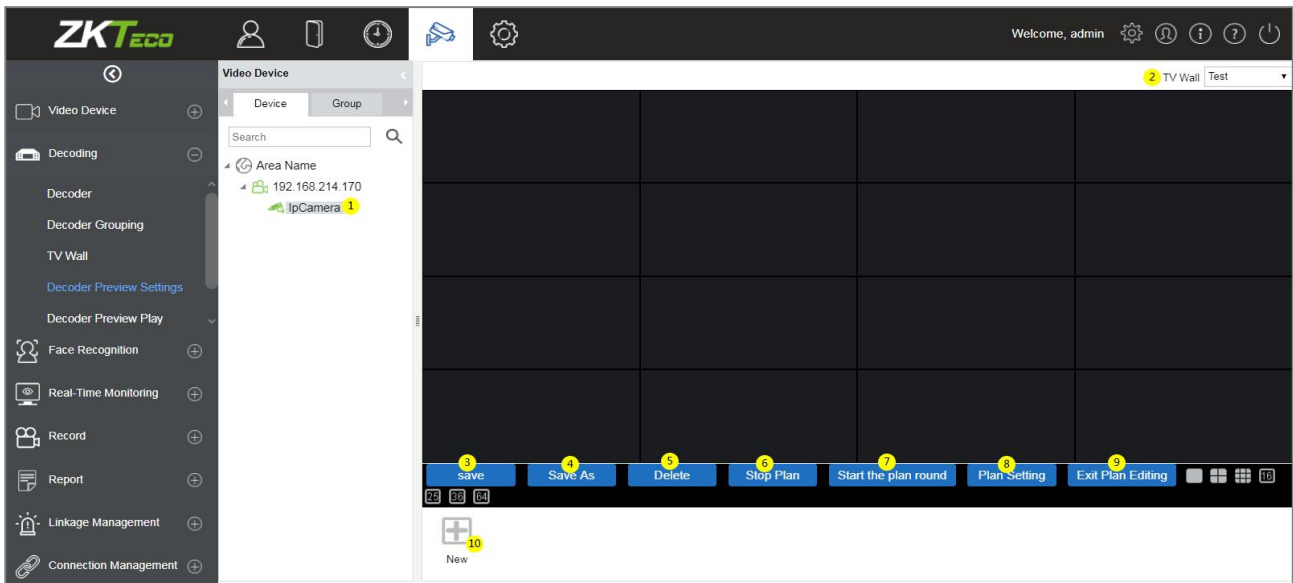 ZKTECO
Welcome, admin
Video Device
2 TV Wall Test
Video Device
Device Group
Search
Decoding
Area Name
192.168.214.170
Decoder
IpCamera 1
Decoder Grouping
TV Wall
Decoder Preview Settings
Decoder Preview Play
Face Recognition
Real-Time Monitoring
Record
3 4 5 6 7 8 9
save Save As Delete Stop Plan Start the plan round Plan Setting Exit Plan Editing 16
Report
25 36 64
Linkage Management
10
New
Connection Management